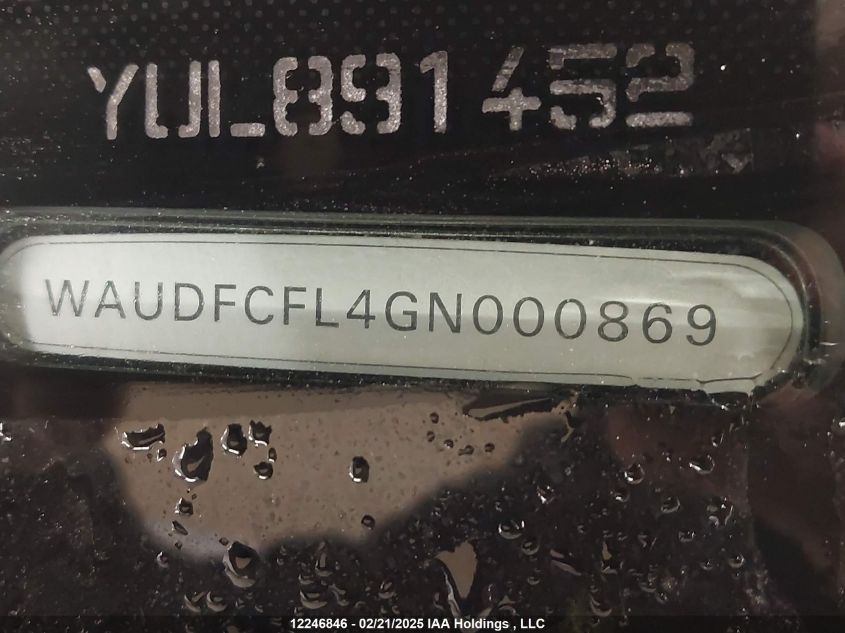 YUL891452
WAUDFCFL4GN000869
12246846 - 02/21/2025 IAA Holdings , LLC